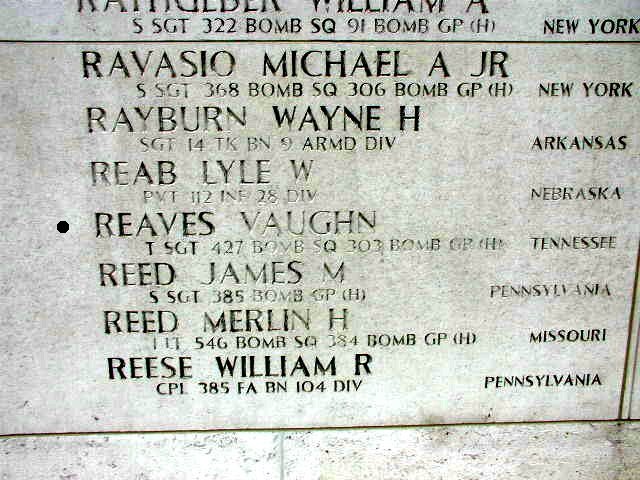 RATHGEBER WILLIAM A
S SGT 322 BOMB SQ 91 BOMB GP (H) NEW YORK
RAVASIO MICHAEL A JR
S SGT 368 BOMB SQ 306 BOMB GP (H) NEW YORK
RAYBURN WAYNE H
SGT 14 TK BN 9 ARMD DIV ARKANSAS
REAB LYLE W
PVT 112 INF 28 DIV NEBRASKA
REAVES VAUGHN
T SGT 427 BOMB SQ 303 BOMB GP (H) TENNESSEE
REED JAMES M
S SGT 385 BOMB GP (H) PENNSYLVANIA
REED MERLIN H
1 LT 546 BOMB SQ 384 BOMB GP (H) MISSOURI
REESE WILLIAM R
CPL 385 FA BN 104 DIV PENNSYLVANIA